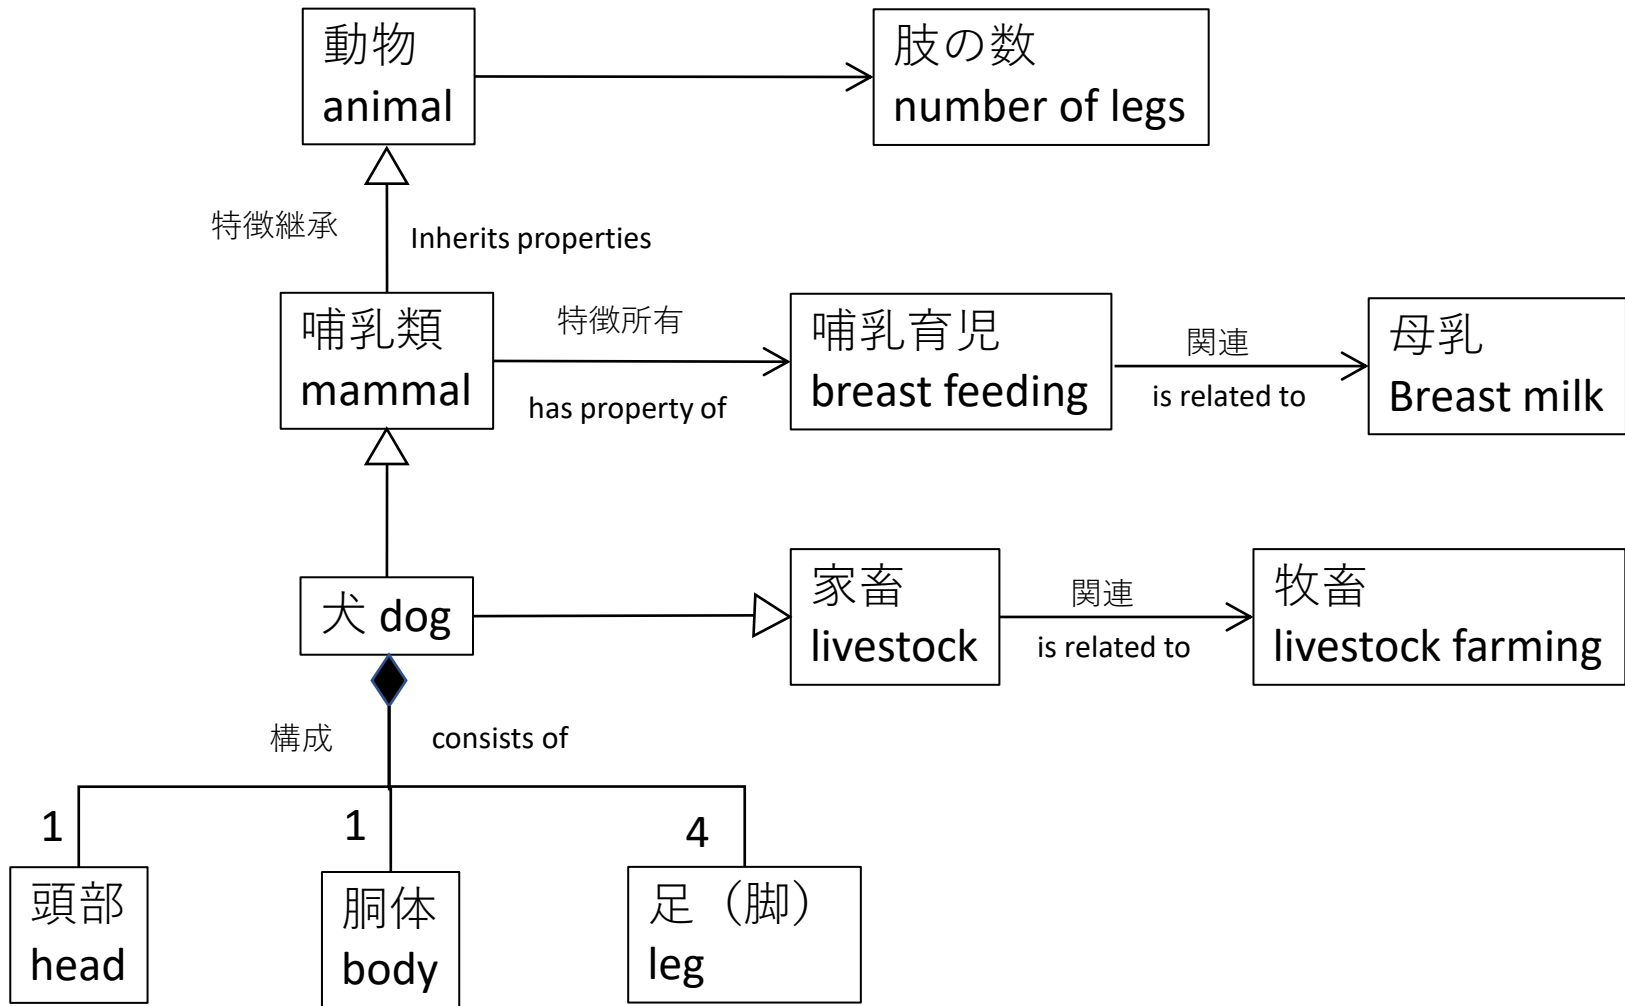 動物
animal
肢の数
number of legs
特徴継承
Inherits properties
哺乳類
mammal
特徴所有
has property of
哺乳育児
breast feeding
関連
is related to
母乳
Breast milk
犬 dog
家畜
livestock
関連
is related to
牧畜
livestock farming
構成
consists of
1
1
4
頭部
head
胴体
body
足（脚）
leg